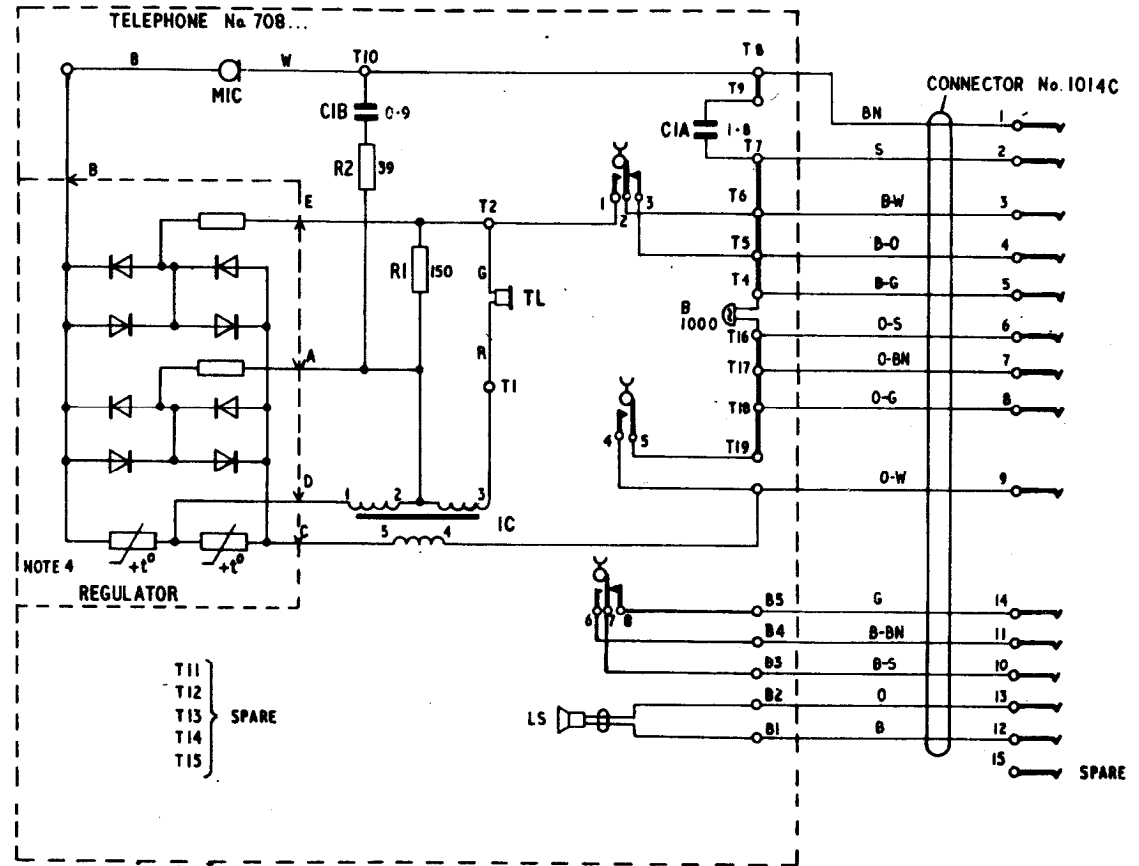 TELEPHONE No 708...
CONNECTOR No. 1014C
B
MIC
W
T10
T8
T9
C1B 0·9
C1A 1·8
R2 39
T7
T6
T5
T4
BN 1
S 2
B-W 3
B-O 4
B-G 5
O-S 6
O-BN 7
O-G 8
O-W 9
B
E
T2
1 2 3
R1 150
G
TL
R
T1
B
1000
T16
T17
T18
T19
A
4 5
D
1 2 3
IC
C
5 4
+t° +t°
NOTE 4
REGULATOR
6 7 8
B5 G 14
B4 B-BN 11
B3 B-S 10
B2 O 13
B1 B 12
LS
15 SPARE
T11
T12
T13 SPARE
T14
T15